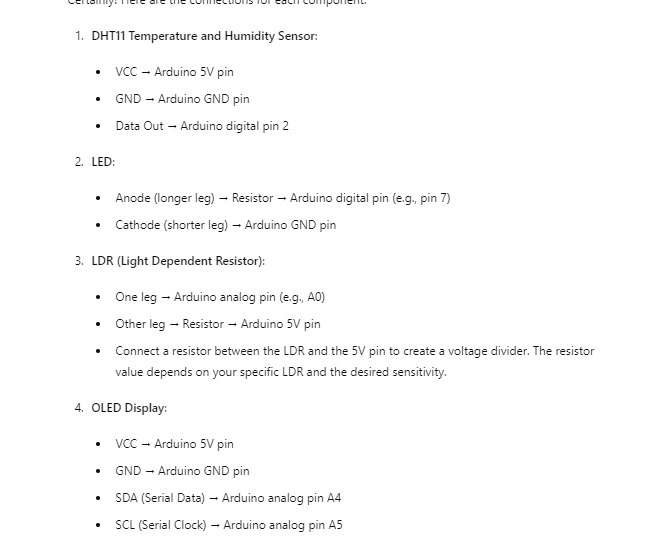 Certainly! Here are the connections for each component:
1. DHT11 Temperature and Humidity Sensor:
• VCC → Arduino 5V pin
• GND → Arduino GND pin
• Data Out → Arduino digital pin 2
2. LED:
• Anode (longer leg) → Resistor → Arduino digital pin (e.g., pin 7)
• Cathode (shorter leg) → Arduino GND pin
3. LDR (Light Dependent Resistor):
• One leg → Arduino analog pin (e.g., A0)
• Other leg → Resistor → Arduino 5V pin
• Connect a resistor between the LDR and the 5V pin to create a voltage divider. The resistor
value depends on your specific LDR and the desired sensitivity.
4. OLED Display:
• VCC → Arduino 5V pin
• GND → Arduino GND pin
• SDA (Serial Data) → Arduino analog pin A4
• SCL (Serial Clock) → Arduino analog pin A5